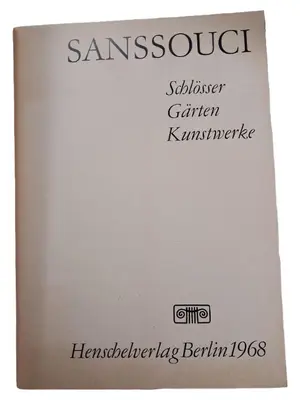 SANSSOUCI
Schlösser
Gärten
Kunstwerke
Henschelverlag Berlin 1968